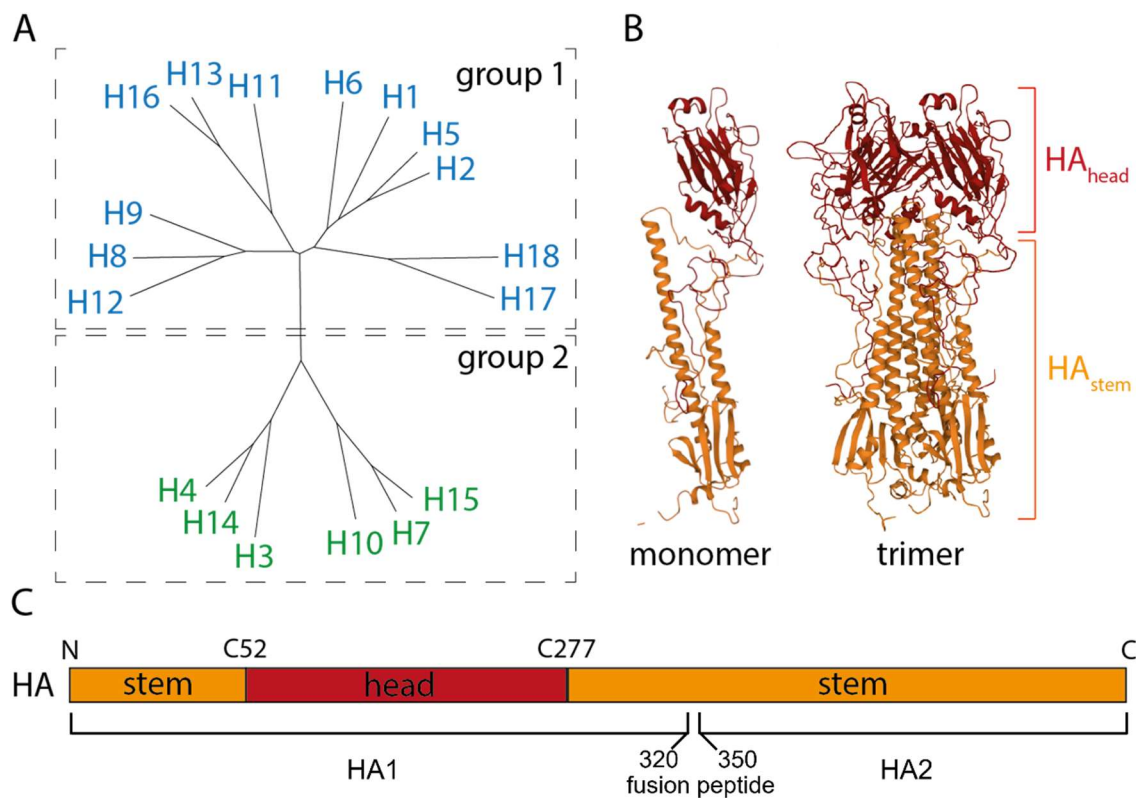 A
group 1
H13
H16
H11
H6
H1
H5
H2
H9
H8
H12
H18
H17
group 2
H4
H14
H3
H10
H7
H15
B
HAhead
HAstem
monomer
trimer
C
N
C52
C277
C
HA
stem
head
stem
HA1
320
350
fusion peptide
HA2